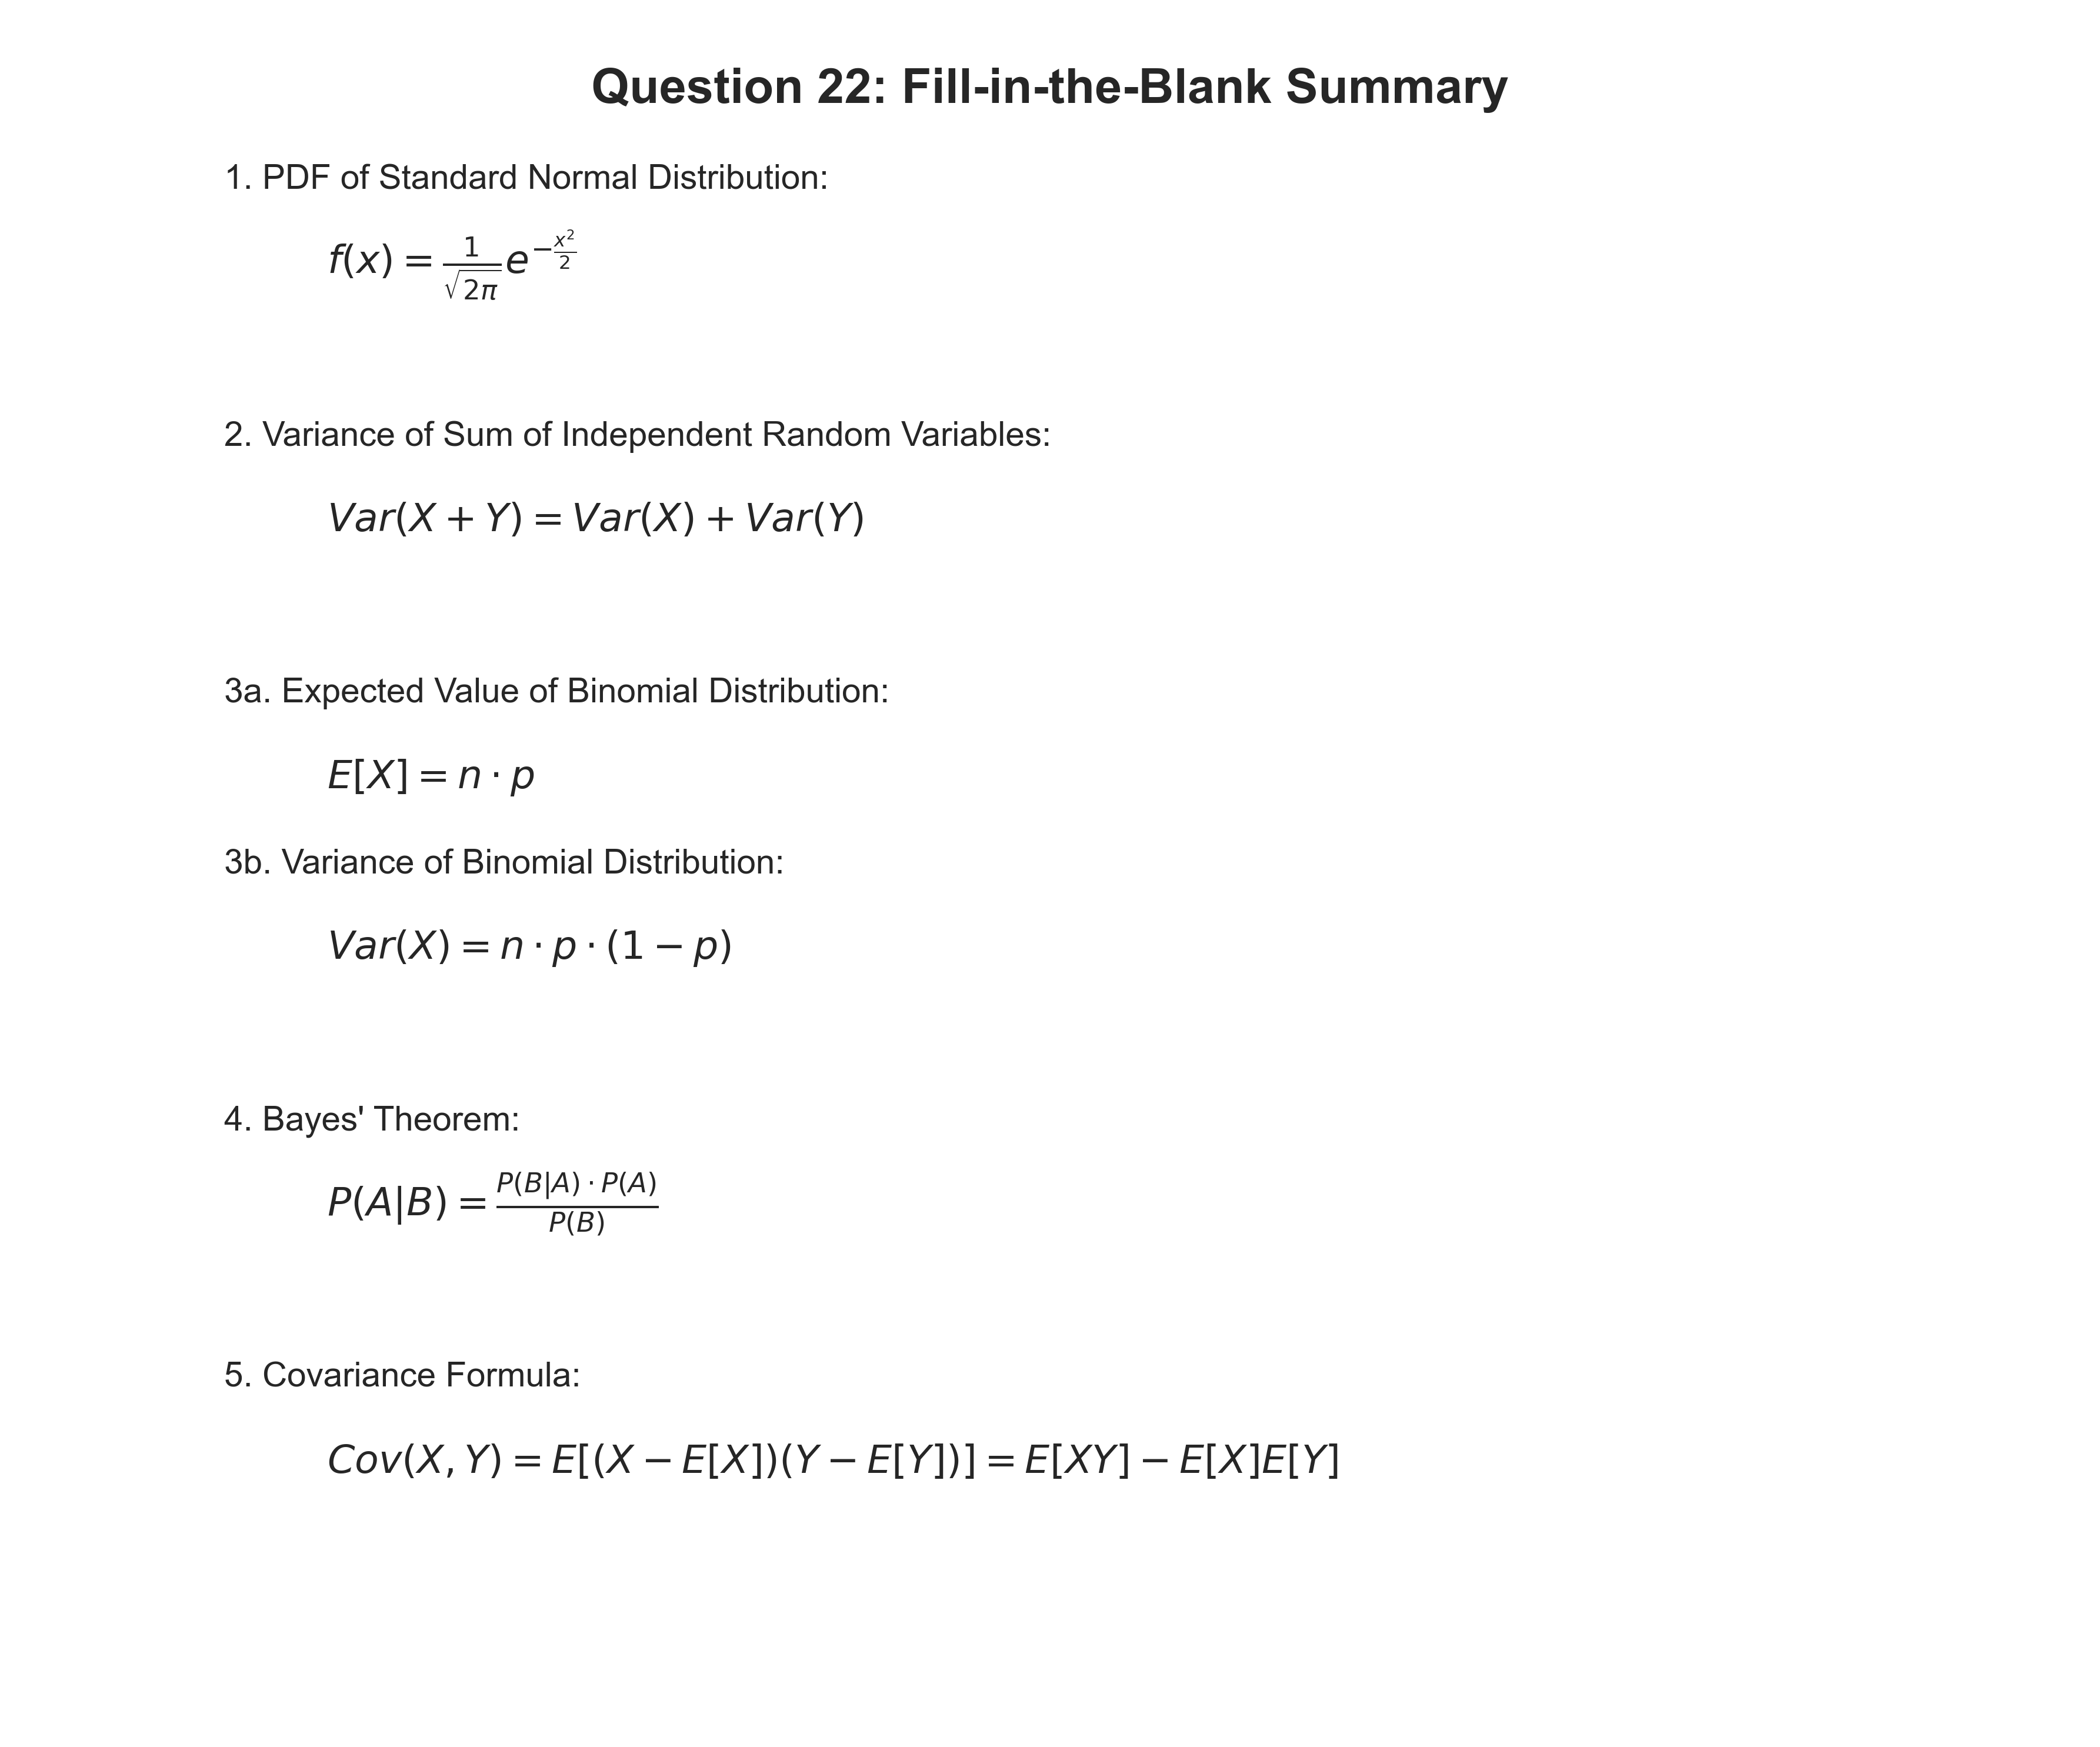 Question 22: Fill-in-the-Blank Summary
1. PDF of Standard Normal Distribution:
$f(x) = \frac{1}{\sqrt{2\pi}} e^{-\frac{x^2}{2}}$
2. Variance of Sum of Independent Random Variables:
$Var(X + Y) = Var(X) + Var(Y)$
3a. Expected Value of Binomial Distribution:
$E[X] = n \cdot p$
3b. Variance of Binomial Distribution:
$Var(X) = n \cdot p \cdot (1 - p)$
4. Bayes' Theorem:
$P(A|B) = \frac{P(B|A) \cdot P(A)}{P(B)}$
5. Covariance Formula:
$Cov(X, Y) = E[(X - E[X])(Y - E[Y])] = E[XY] - E[X]E[Y]$